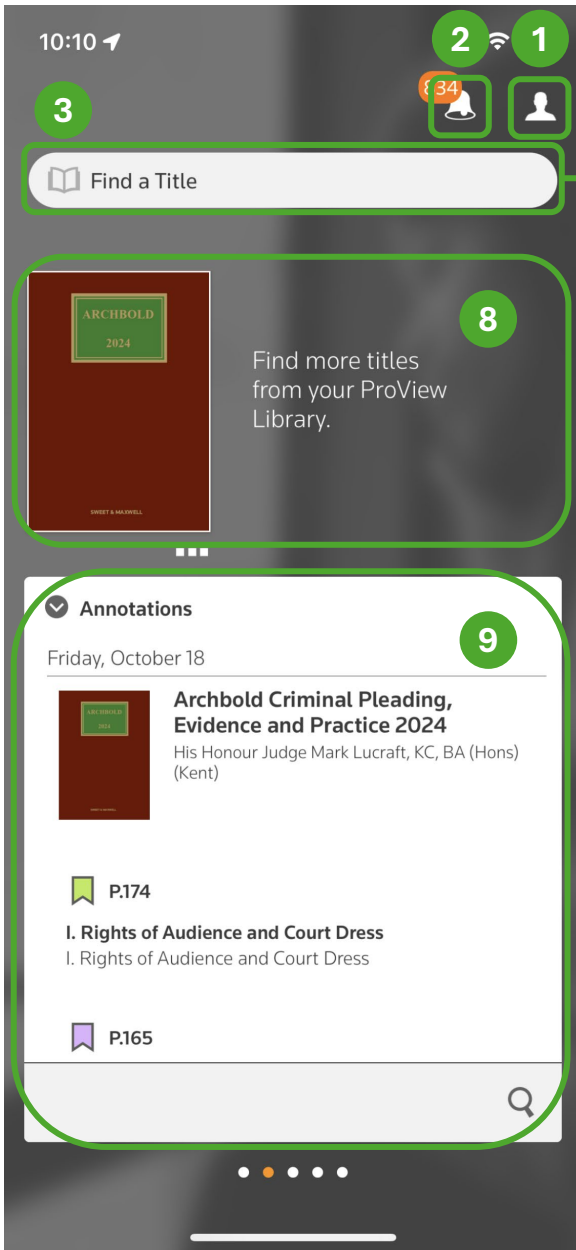 10:10
2
1
834
3
Find a Title
ARCHBOLD
2024
SWEET & MAXWELL
8
Find more titles
from your ProView
Library.
Annotations
9
Friday, October 18
ARCHBOLD
2024
Archbold Criminal Pleading,
Evidence and Practice 2024
His Honour Judge Mark Lucraft, KC, BA (Hons)
(Kent)
P.174
I. Rights of Audience and Court Dress
I. Rights of Audience and Court Dress
P.165